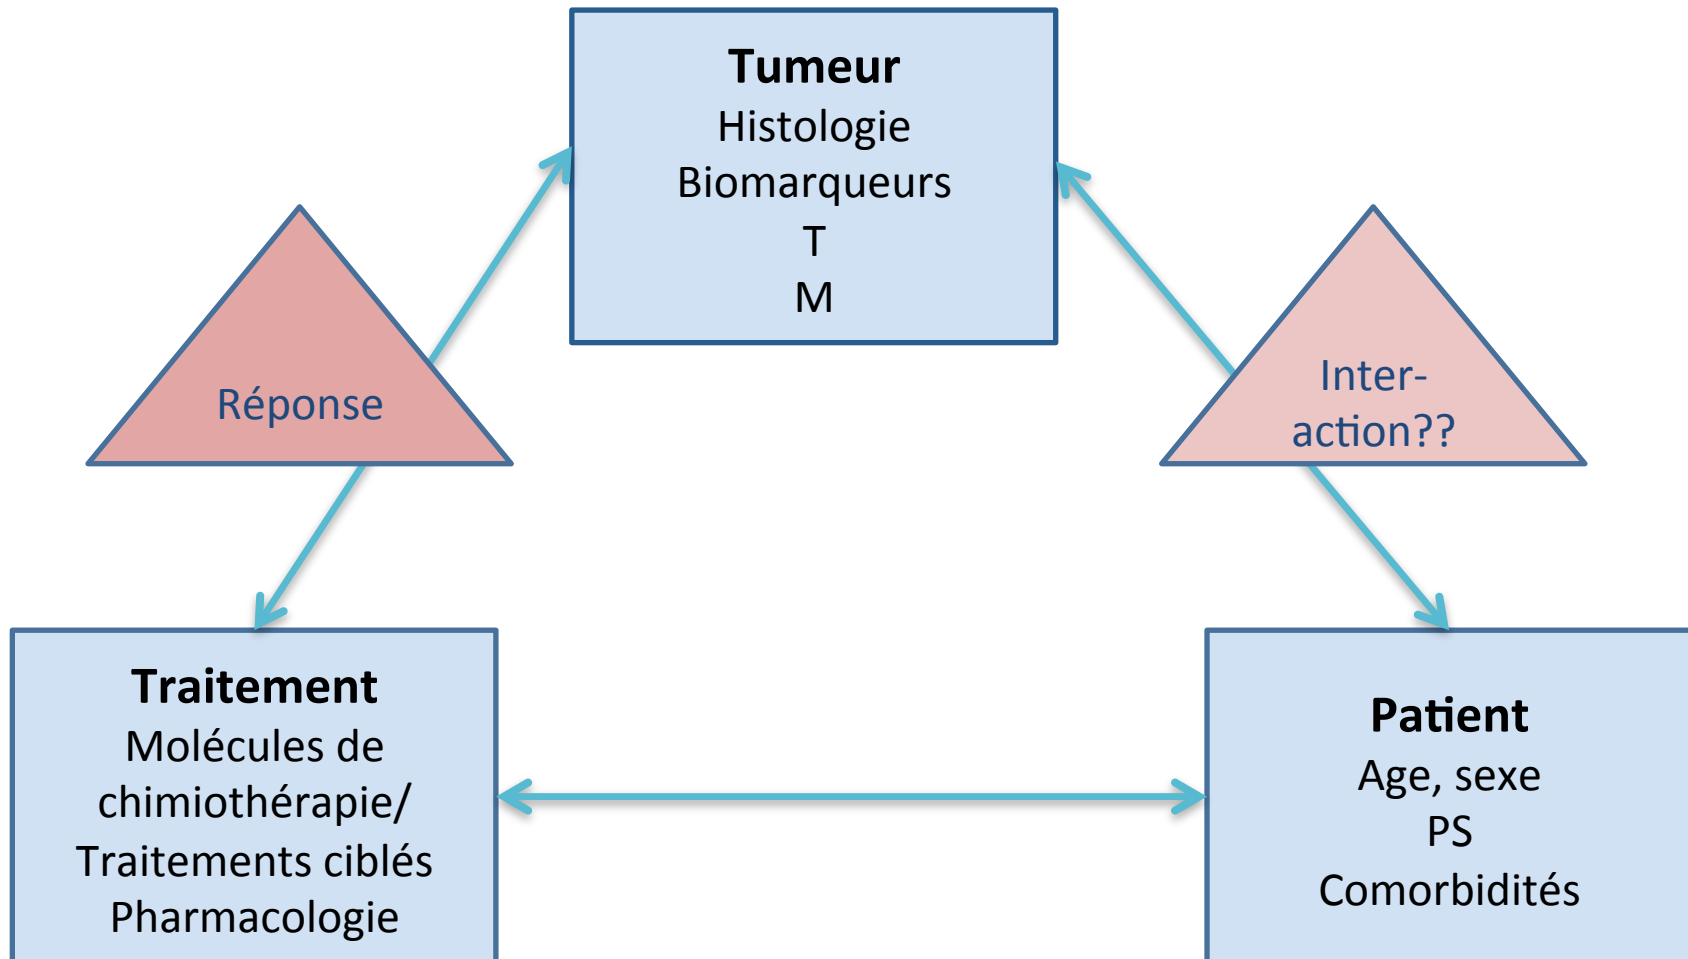 Tumeur
Histologie
Biomarqueurs
T
M
Réponse
Inter-
action??
Traitement
Molécules de
chimiothérapie/
Traitements ciblés
Pharmacologie
Patient
Age, sexe
PS
Comorbidités